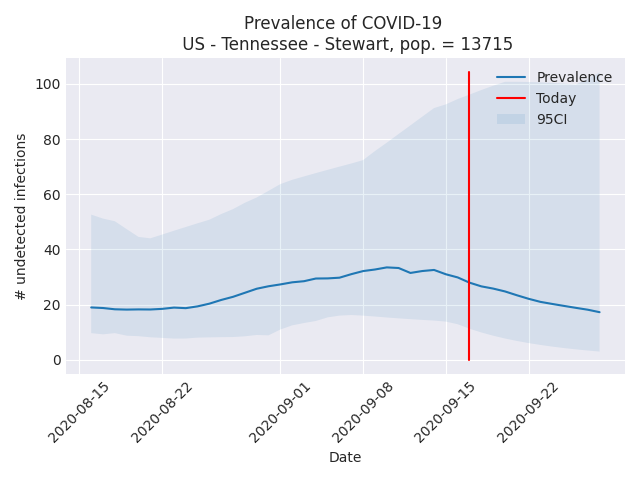 Prevalence of COVID-19
US - Tennessee - Stewart, pop. = 13715
Prevalence
Today
95CI
100
80
60
40
20
0
# undetected infections
2020-08-15
2020-08-22
2020-09-01
2020-09-08
2020-09-15
2020-09-22
Date